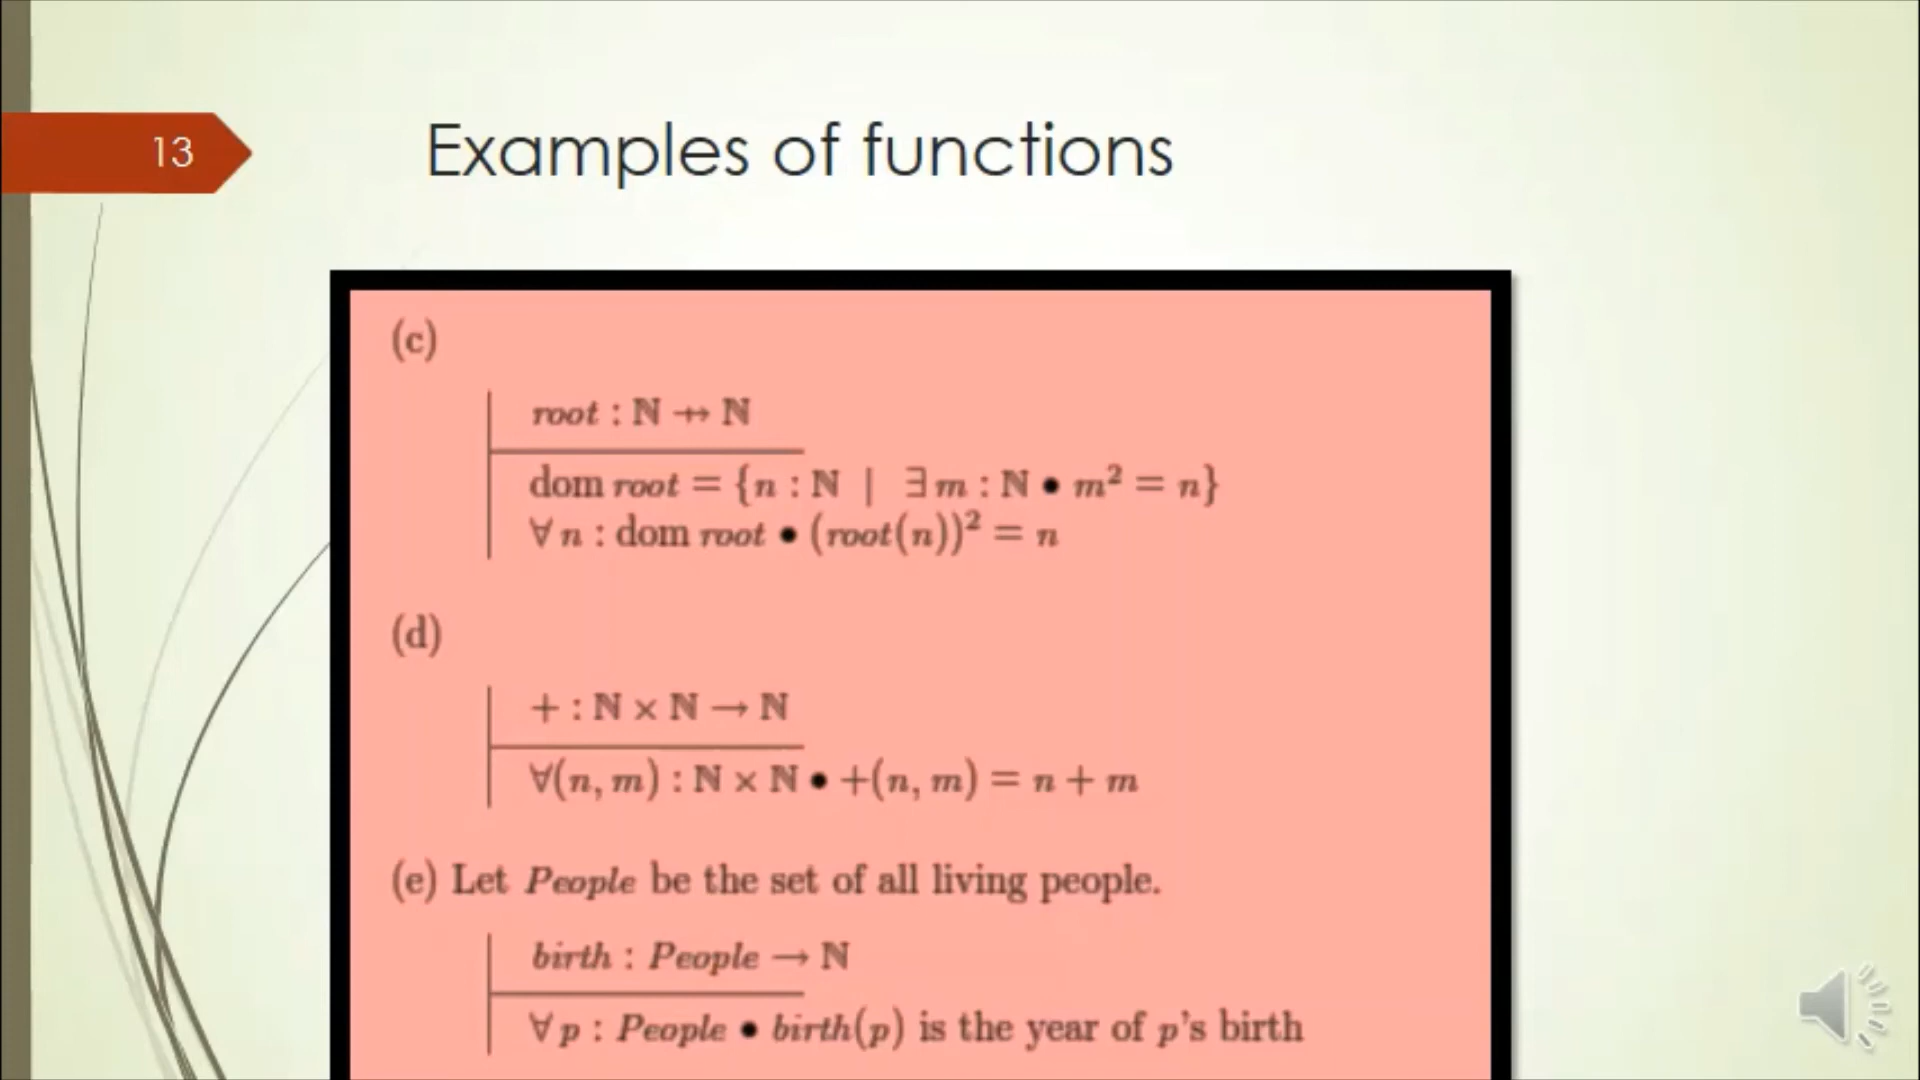 13
Examples of functions
(c)
root : ℕ ⇸ ℕ
dom root = {n : ℕ | ∃ m : ℕ • m² = n}
∀ n : dom root • (root(n))² = n
(d)
+ : ℕ × ℕ → ℕ
∀(n, m) : ℕ × ℕ • +(n, m) = n + m
(e) Let People be the set of all living people.
birth : People → ℕ
∀ p : People • birth(p) is the year of p's birth